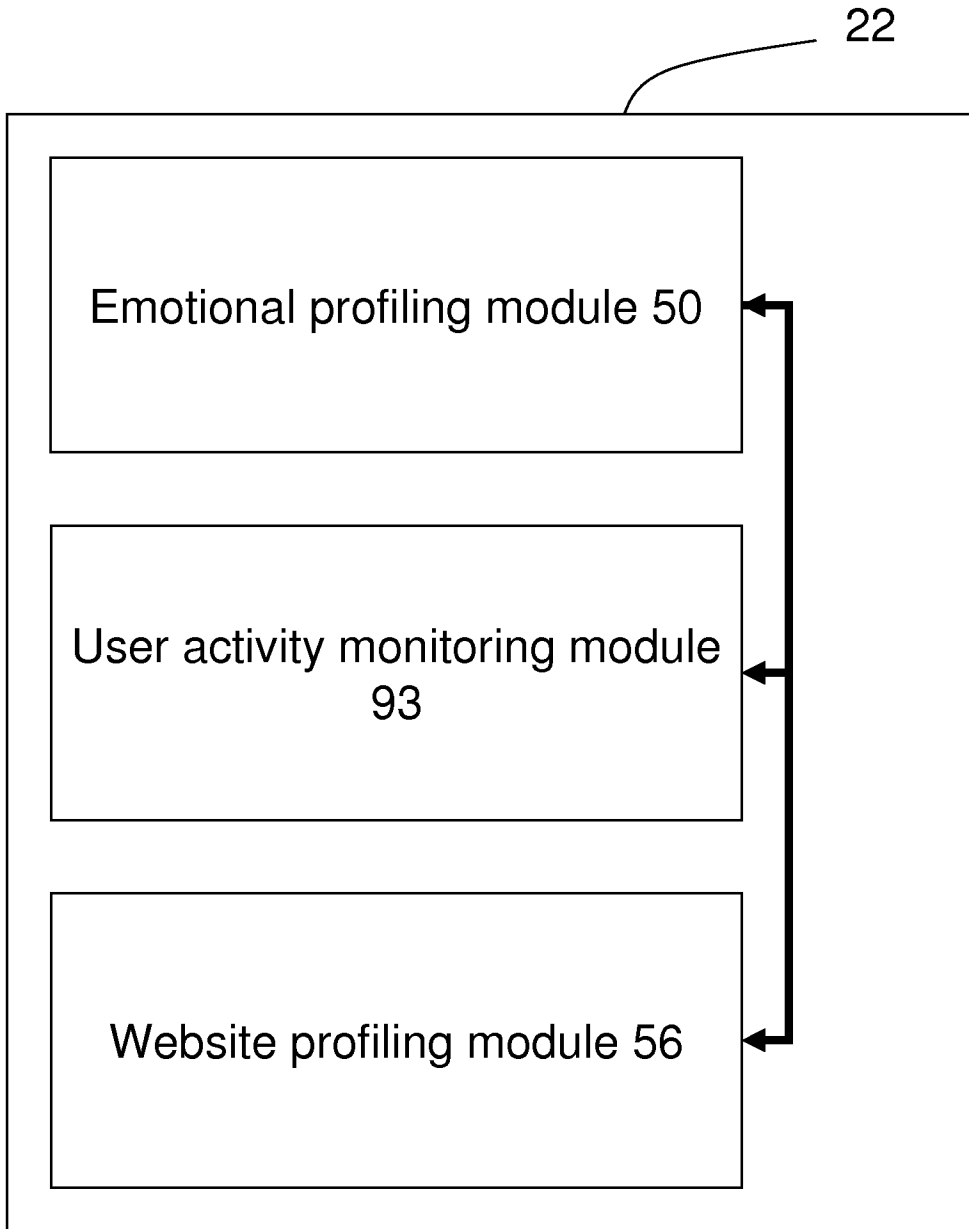 22
Emotional profiling module 50
User activity monitoring module
93
Website profiling module 56